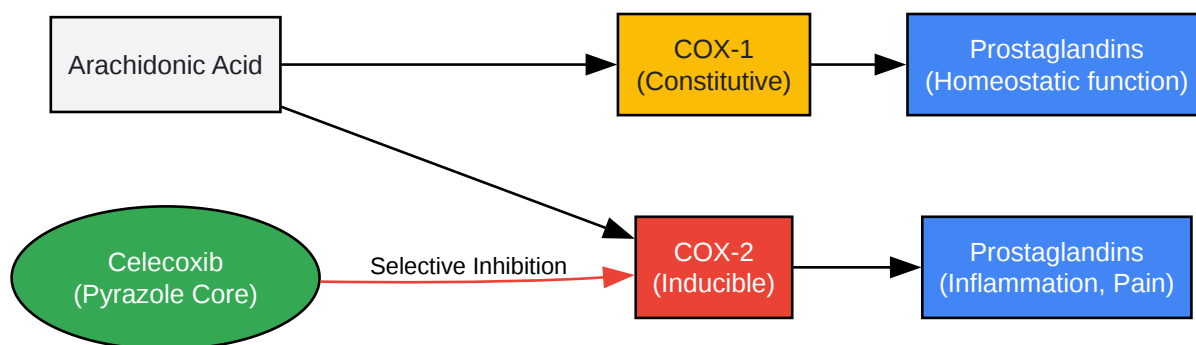 Arachidonic Acid
COX-1
(Constitutive)
Prostaglandins
(Homeostatic function)
Celecoxib
(Pyrazole Core)
Selective Inhibition
COX-2
(Inducible)
Prostaglandins
(Inflammation, Pain)